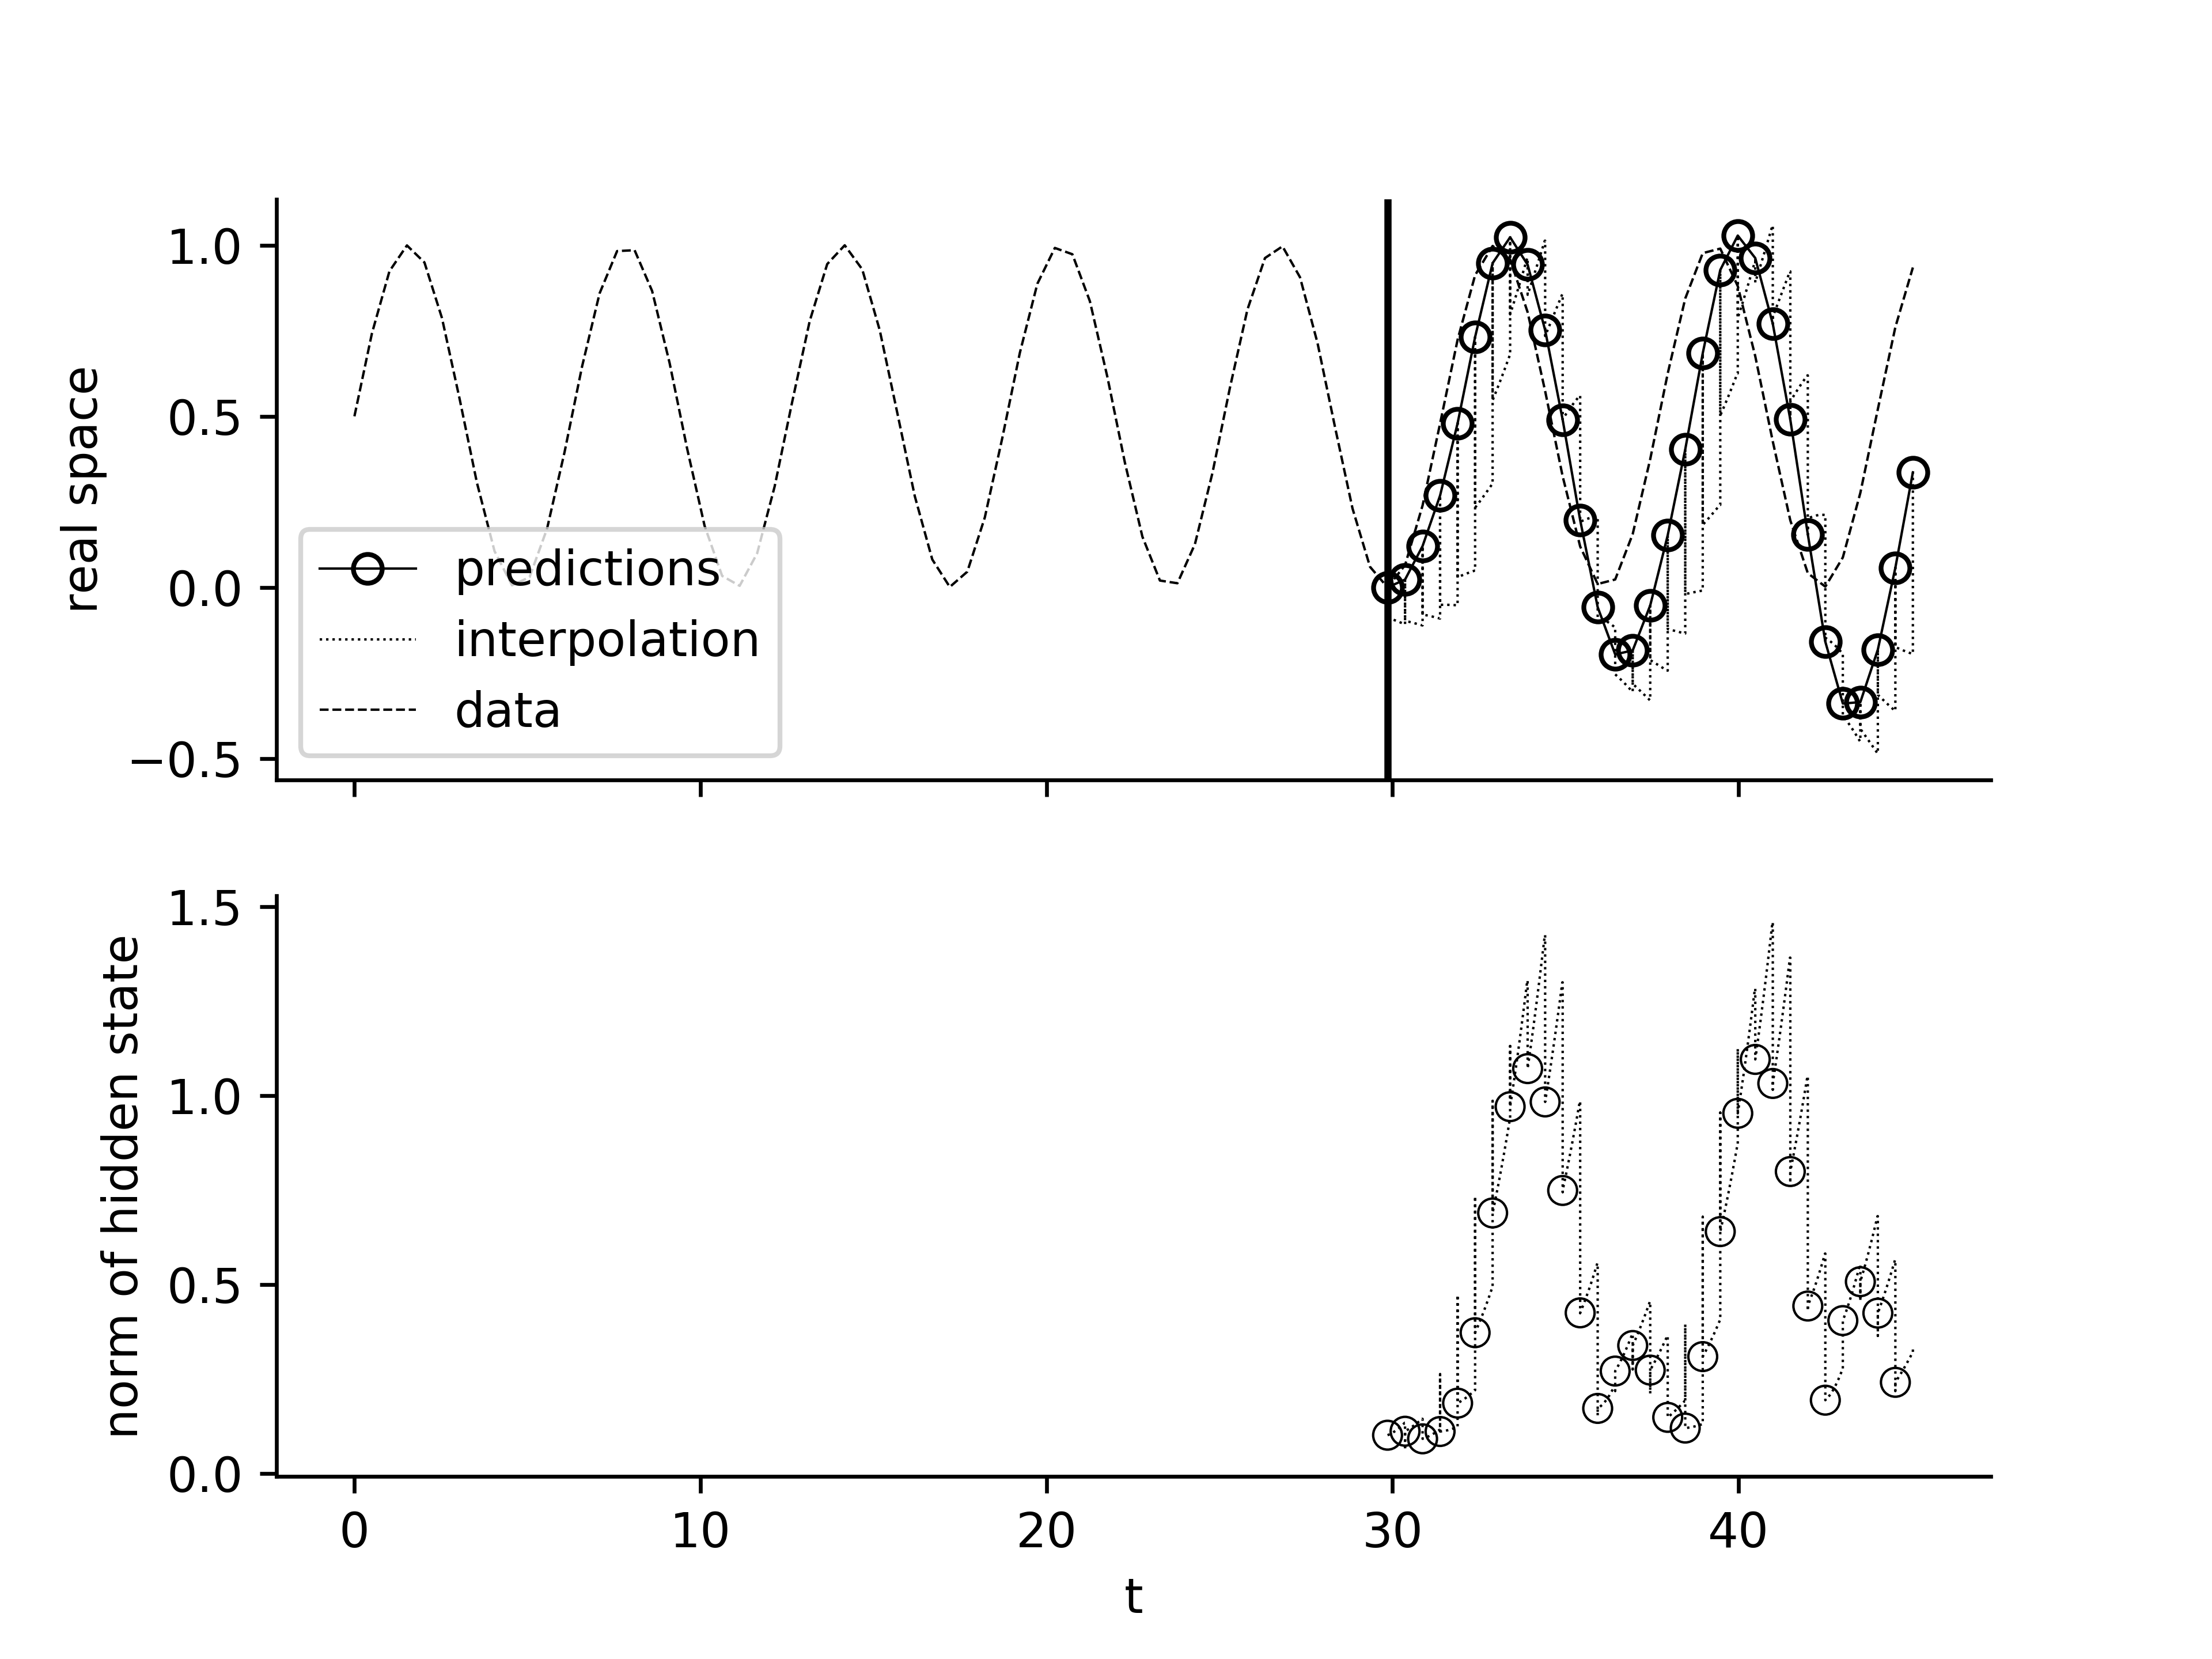 1.0
0.5
0.0
−0.5
real space
predictions
interpolation
data
1.5
1.0
0.5
0.0
norm of hidden state
0 10 20 30 40
t